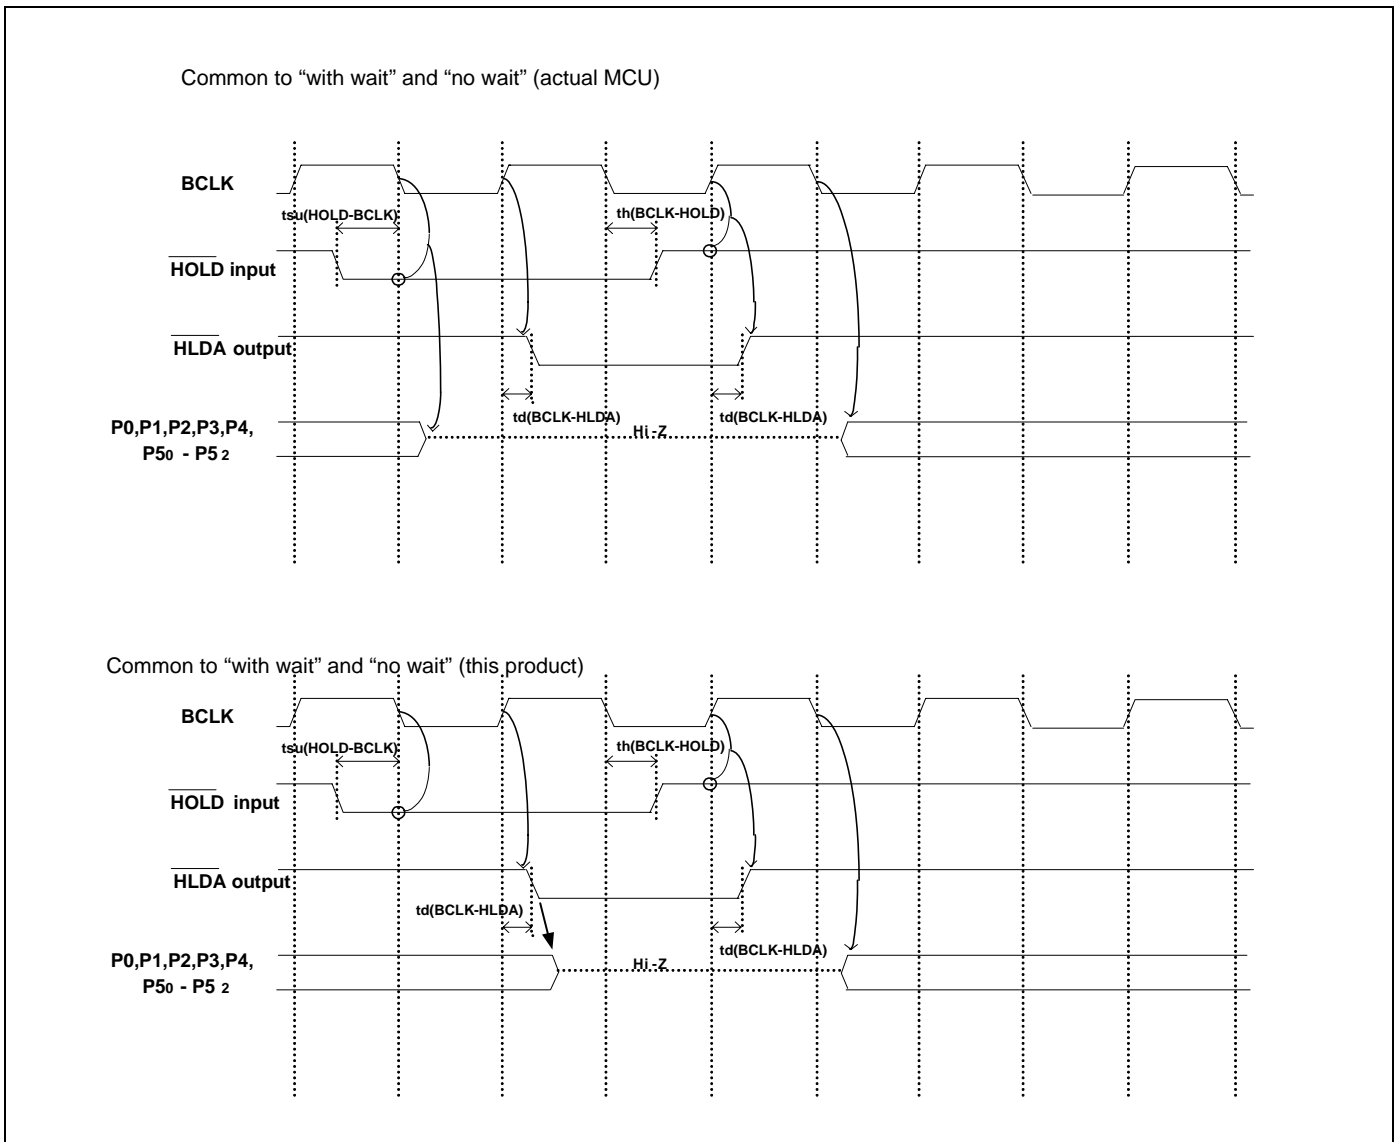 Common to “with wait” and “no wait” (actual MCU)
BCLK
tsu(HOLD-BCLK)
th(BCLK-HOLD)
HOLD input
HLDA output
td(BCLK-HLDA)
td(BCLK-HLDA)
P0,P1,P2,P3,P4,
Hi -Z
P50 - P5 2
Common to “with wait” and “no wait” (this product)
BCLK
tsu(HOLD-BCLK)
th(BCLK-HOLD)
HOLD input
HLDA output
td(BCLK-HLDA)
td(BCLK-HLDA)
P0,P1,P2,P3,P4,
Hi -Z
P50 - P5 2